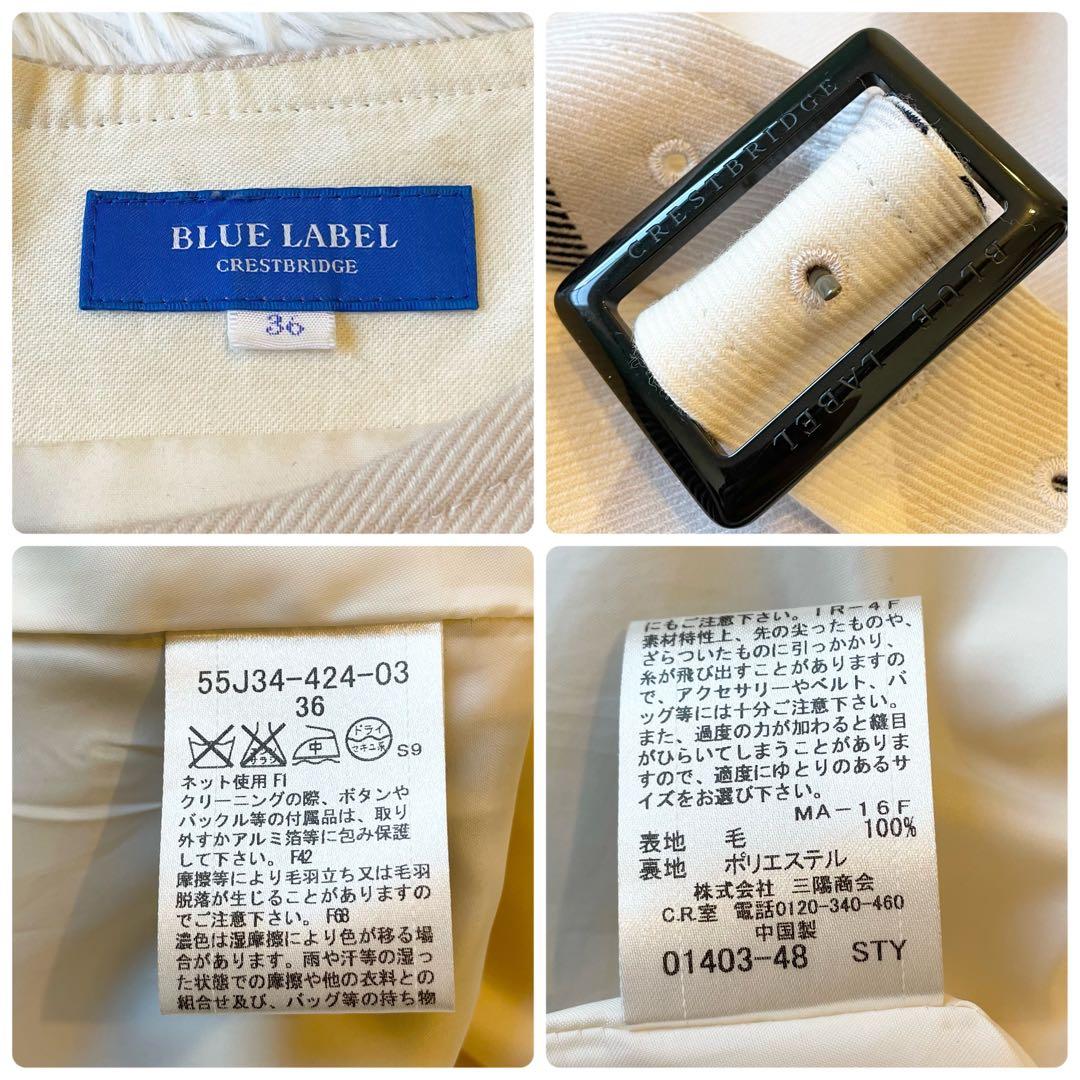 BLUE LABEL
CRESTBRIDGE
36
CRESTBRIDGE
BLUE LABEL
55J34-424-03
36
エンソサラシ
中
ドライ
セキユ系
S9
ネット使用 F1
クリーニングの際、ボタンや
バックル等の付属品は、取り
外すかアルミ箔等に包み保護
して下さい。 F42
摩擦等により毛羽立ち又は毛羽
脱落が生じることがありますの
でご注意下さい。 F68
濃色は湿摩擦により色が移る場
合があります。雨や汗等の湿っ
た状態での摩擦や他の衣料との
組合せ及び、バッグ等の持ち物
にもご注意下さい。 IR-4F
素材特性上、先の尖ったものや、
ざらついたものに引っかかり、
糸が飛び出すことがありますの
で、アクセサリーやベルト、バ
ッグ等には十分ご注意下さい。
また、過度の力が加わると縫目
がひらいてしまうことがありま
すので、適度にゆとりのあるサ
イズをお選び下さい。
MA-16F
表地 毛 100%
裏地 ポリエステル
株式会社 三陽商会
C.R.室 電話0120-340-460
中国製
01403-48 STY